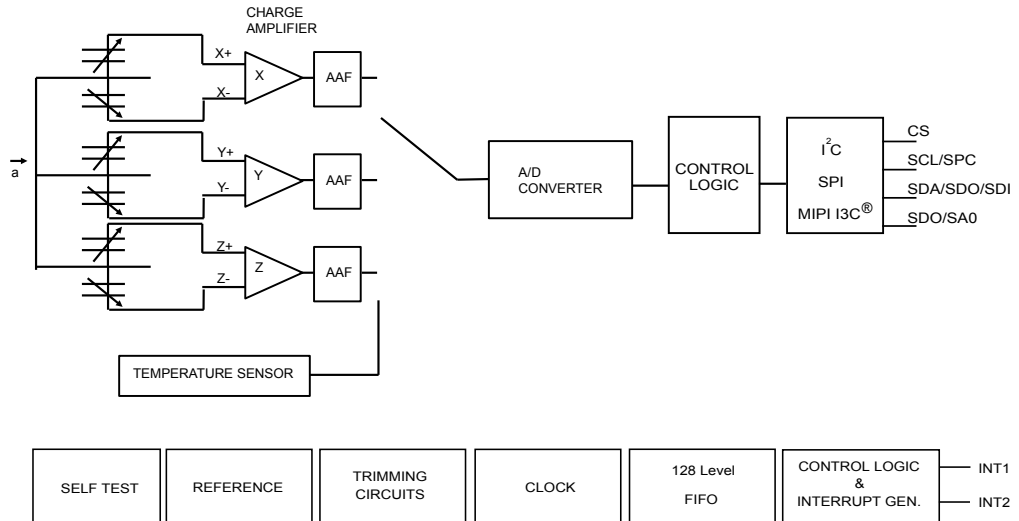 CHARGE
AMPLIFIER
X+
X
X-
AAF
a
Y+
Y
Y-
AAF
Z+
Z
Z-
AAF
TEMPERATURE SENSOR
A/D
CONVERTER
CONTROL
LOGIC
I²C
SPI
MIPI I3C®
CS
SCL/SPC
SDA/SDO/SDI
SDO/SA0
SELF TEST
REFERENCE
TRIMMING
CIRCUITS
CLOCK
128 Level
FIFO
CONTROL LOGIC
&
INTERRUPT GEN.
INT1
INT2